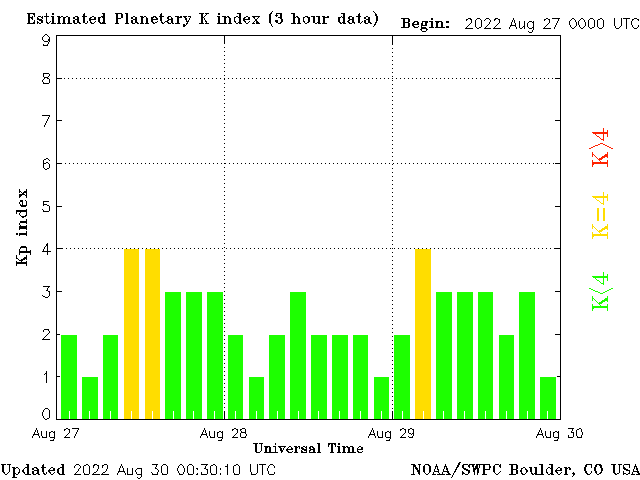 Estimated Planetary K index (3 hour data)
Begin: 2022 Aug 27 0000 UTC
9
8
7
6
5
4
3
2
1
0
Kp index
K>4
K=4
K<4
Aug 27
Aug 28
Aug 29
Aug 30
Universal Time
Updated 2022 Aug 30 00:30:10 UTC
NOAA/SWPC Boulder, CO USA